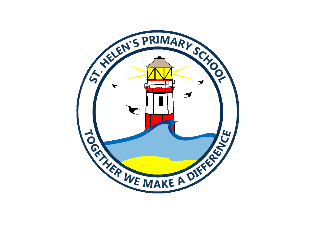 ST. HELEN'S PRIMARY SCHOOL
TOGETHER WE MAKE A DIFFERENCE